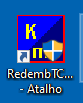 К
п
RedembTC...
- Atalho